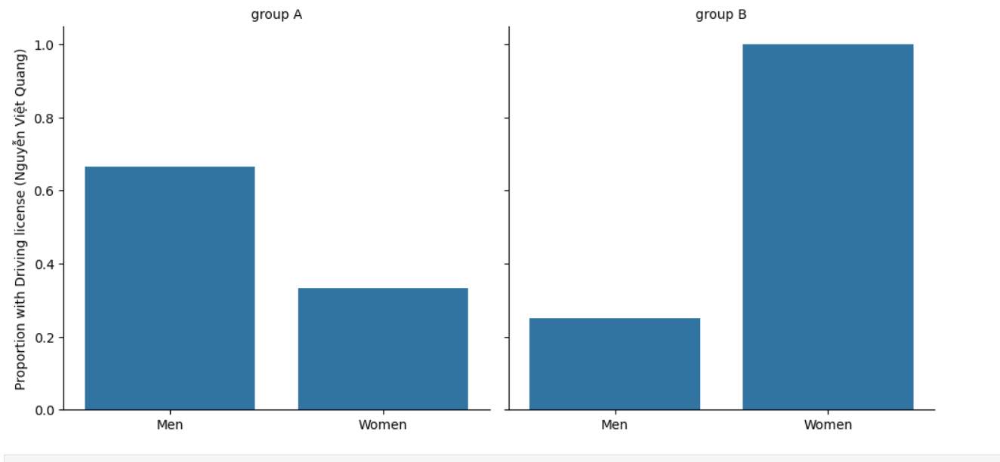 group A
group B
Proportion with Driving license (Nguyễn Việt Quang)
1.0
0.8
0.6
0.4
0.2
0.0
Men
Women
Men
Women